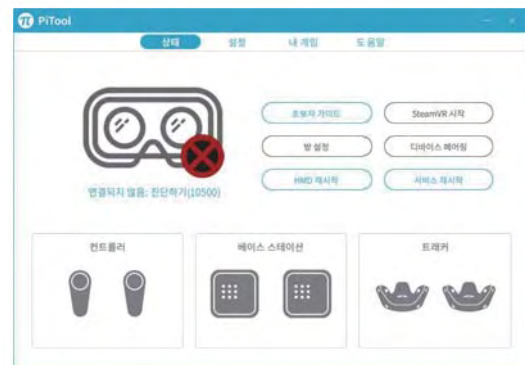 PiTool
상태 설정 내 게임 도움말
초보자 가이드 SteamVR 시작
방 설정 디바이스 페어링
HMD 재시작 서비스 재시작
연결되지 않음: 진단하기(10500)
컨트롤러 베이스 스테이션 트래커